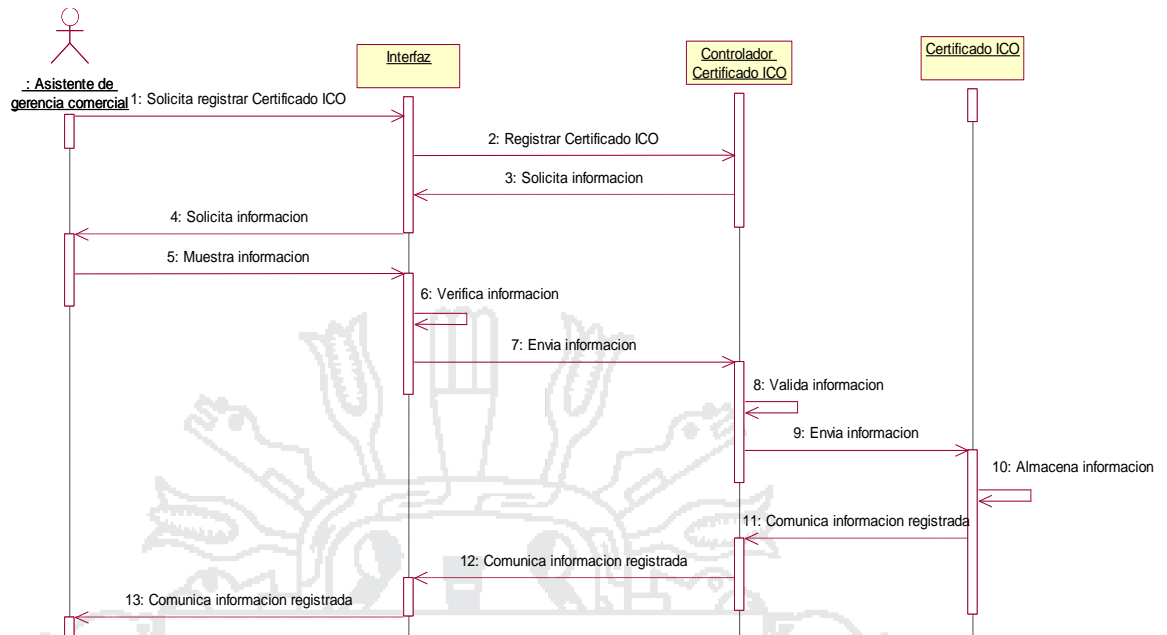 : Asistente de
gerencia comercial
Interfaz
Controlador
Certificado ICO
Certificado ICO
1: Solicita registrar Certificado ICO
2: Registrar Certificado ICO
3: Solicita informacion
4: Solicita informacion
5: Muestra informacion
6: Verifica informacion
7: Envia informacion
8: Valida informacion
9: Envia informacion
10: Almacena informacion
11: Comunica informacion registrada
12: Comunica informacion registrada
13: Comunica informacion registrada